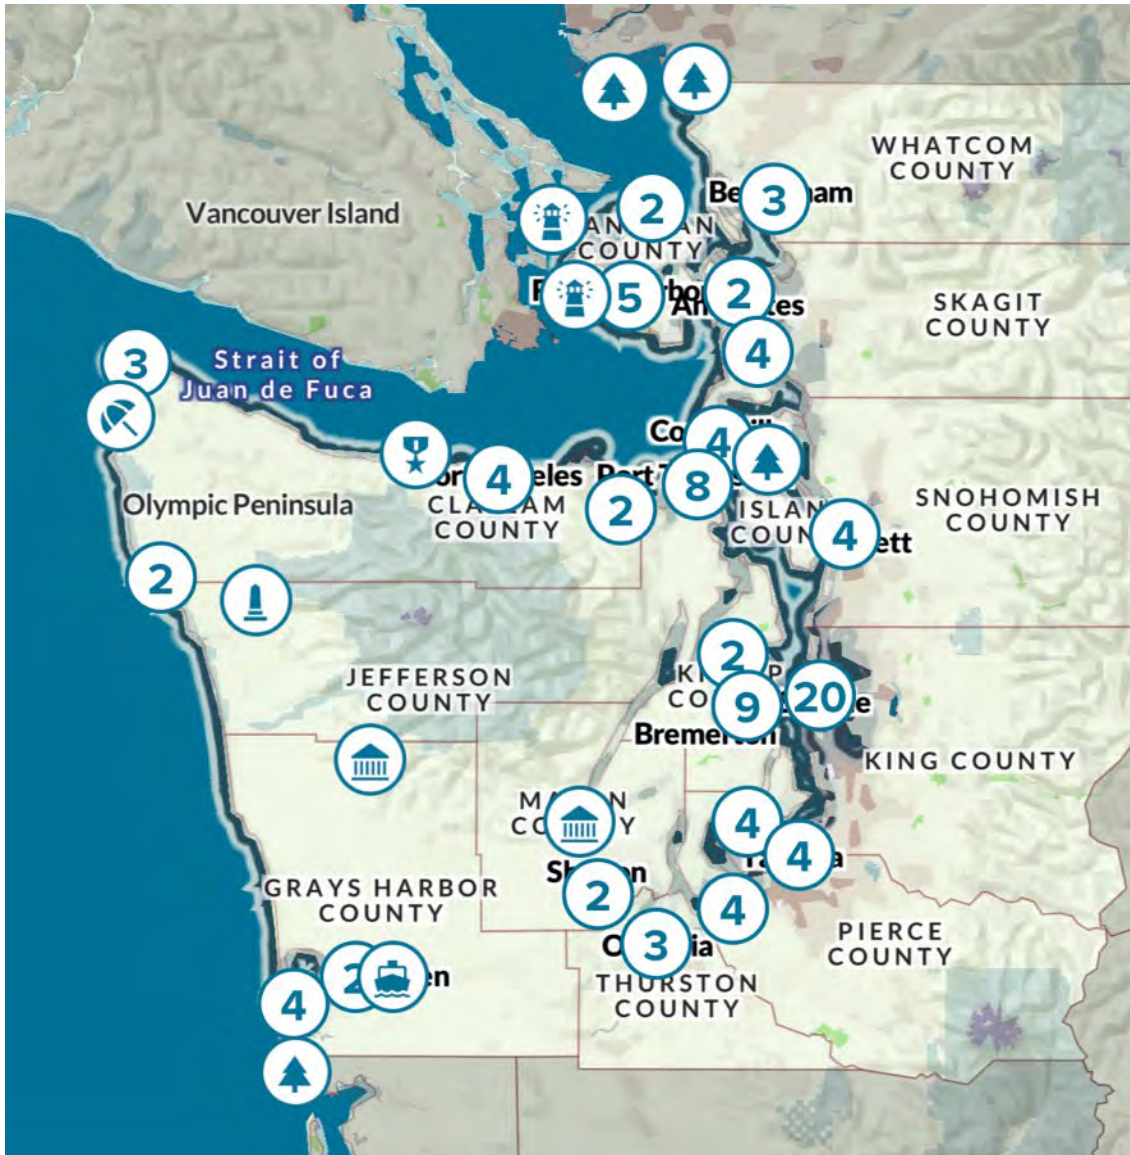 WHATCOM
COUNTY
2
3
Vancouver Island
COUNTY
5
2
SKAGIT
COUNTY
3
Strait of
Juan de Fuca
4
4
4
8
2
Olympic Peninsula
COUNTY
SNOHOMISH
COUNTY
4
2
2
JEFFERSON
COUNTY
9
20
Bremerton
KING COUNTY
4
4
2
4
GRAYS HARBOR
COUNTY
3
PIERCE
COUNTY
2
4
THURSTON
COUNTY